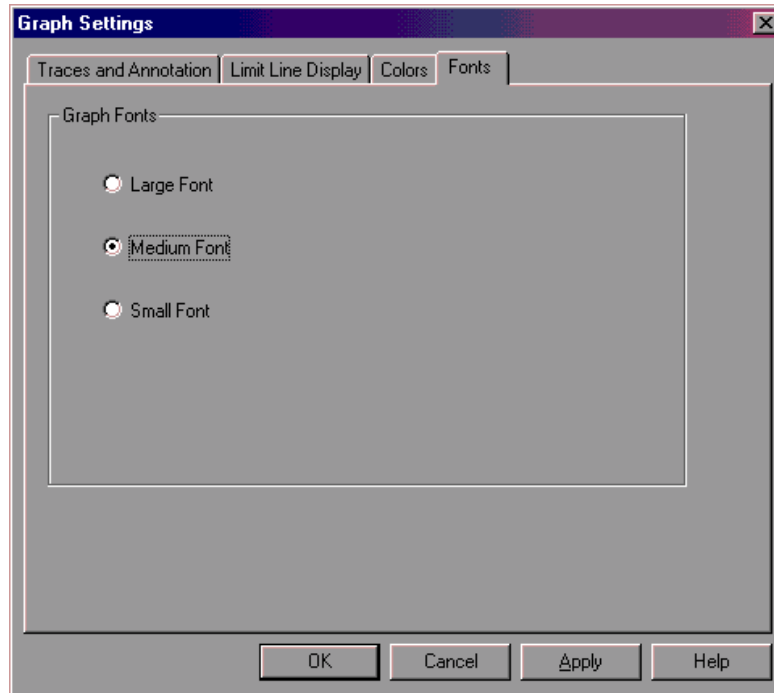 Graph Settings
Traces and Annotation Limit Line Display Colors Fonts
Graph Fonts
Large Font
Medium Font
Small Font
OK Cancel Apply Help